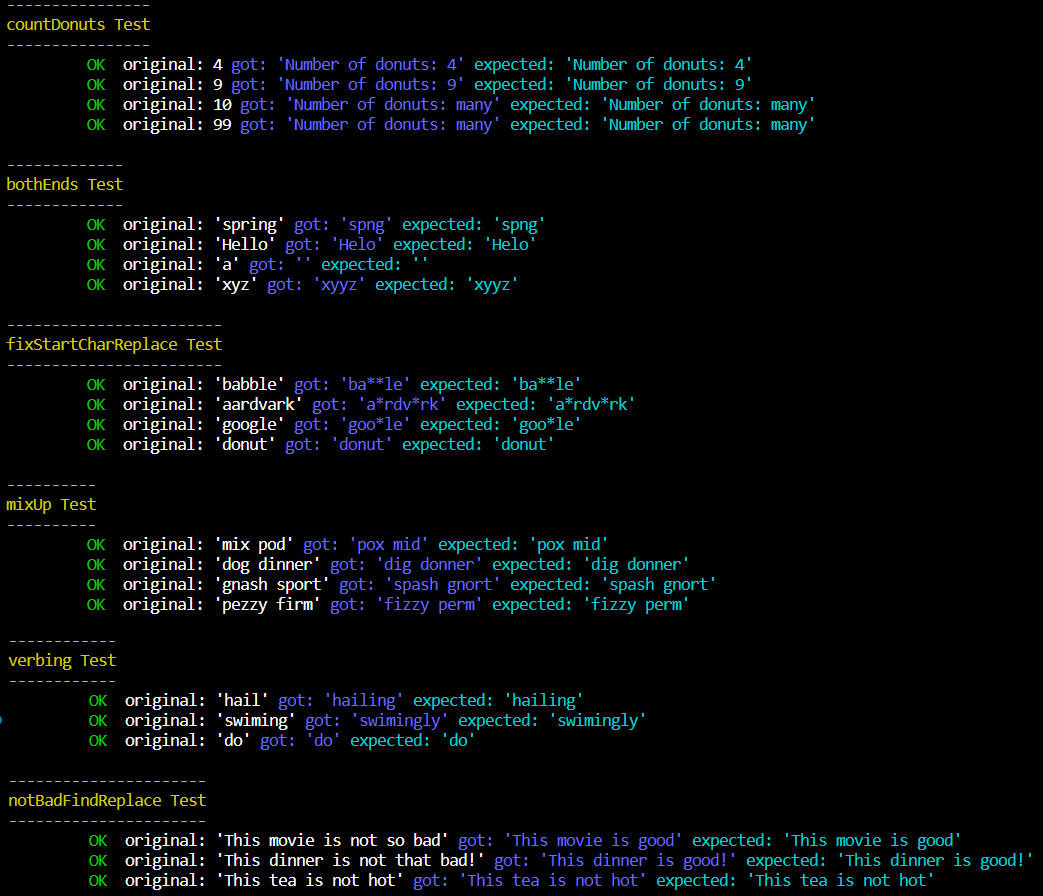 ----------------
countDonuts Test
----------------
OK original: 4 got: 'Number of donuts: 4' expected: 'Number of donuts: 4'
OK original: 9 got: 'Number of donuts: 9' expected: 'Number of donuts: 9'
OK original: 10 got: 'Number of donuts: many' expected: 'Number of donuts: many'
OK original: 99 got: 'Number of donuts: many' expected: 'Number of donuts: many'
-------------
bothEnds Test
-------------
OK original: 'spring' got: 'spng' expected: 'spng'
OK original: 'Hello' got: 'Helo' expected: 'Helo'
OK original: 'a' got: '' expected: ''
OK original: 'xyz' got: 'xyyz' expected: 'xyyz'
------------------------
fixStartCharReplace Test
------------------------
OK original: 'babble' got: 'ba**le' expected: 'ba**le'
OK original: 'aardvark' got: 'a*rdv*rk' expected: 'a*rdv*rk'
OK original: 'google' got: 'goo*le' expected: 'goo*le'
OK original: 'donut' got: 'donut' expected: 'donut'
----------
mixUp Test
----------
OK original: 'mix pod' got: 'pox mid' expected: 'pox mid'
OK original: 'dog dinner' got: 'dig donner' expected: 'dig donner'
OK original: 'gnash sport' got: 'spash gnort' expected: 'spash gnort'
OK original: 'pezzy firm' got: 'fizzy perm' expected: 'fizzy perm'
------------
verbing Test
------------
OK original: 'hail' got: 'hailing' expected: 'hailing'
OK original: 'swiming' got: 'swimingly' expected: 'swimingly'
OK original: 'do' got: 'do' expected: 'do'
----------------------
notBadFindReplace Test
----------------------
OK original: 'This movie is not so bad' got: 'This movie is good' expected: 'This movie is good'
OK original: 'This dinner is not that bad!' got: 'This dinner is good!' expected: 'This dinner is good!'
OK original: 'This tea is not hot' got: 'This tea is not hot' expected: 'This tea is not hot'